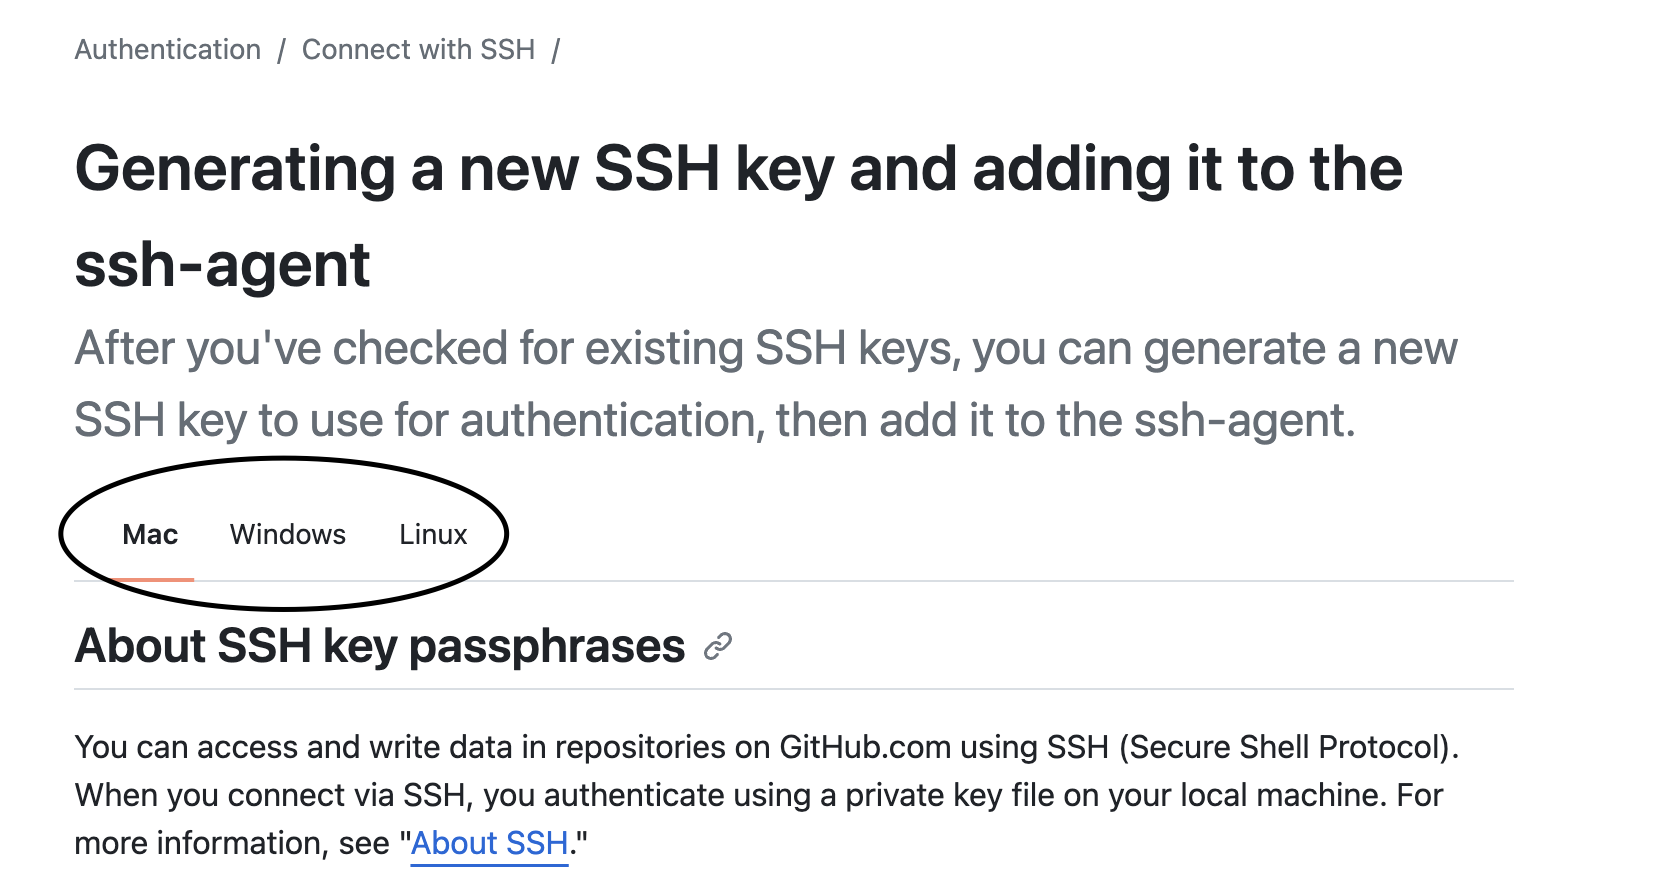 Authentication / Connect with SSH /
Generating a new SSH key and adding it to the
ssh-agent
After you've checked for existing SSH keys, you can generate a new
SSH key to use for authentication, then add it to the ssh-agent.
Mac Windows Linux
About SSH key passphrases
You can access and write data in repositories on GitHub.com using SSH (Secure Shell Protocol).
When you connect via SSH, you authenticate using a private key file on your local machine. For
more information, see "About SSH."